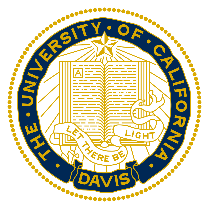 THE · UNIVERSITY · OF · CALIFORNIA
A
LET THERE BE LIGHT
DAVIS